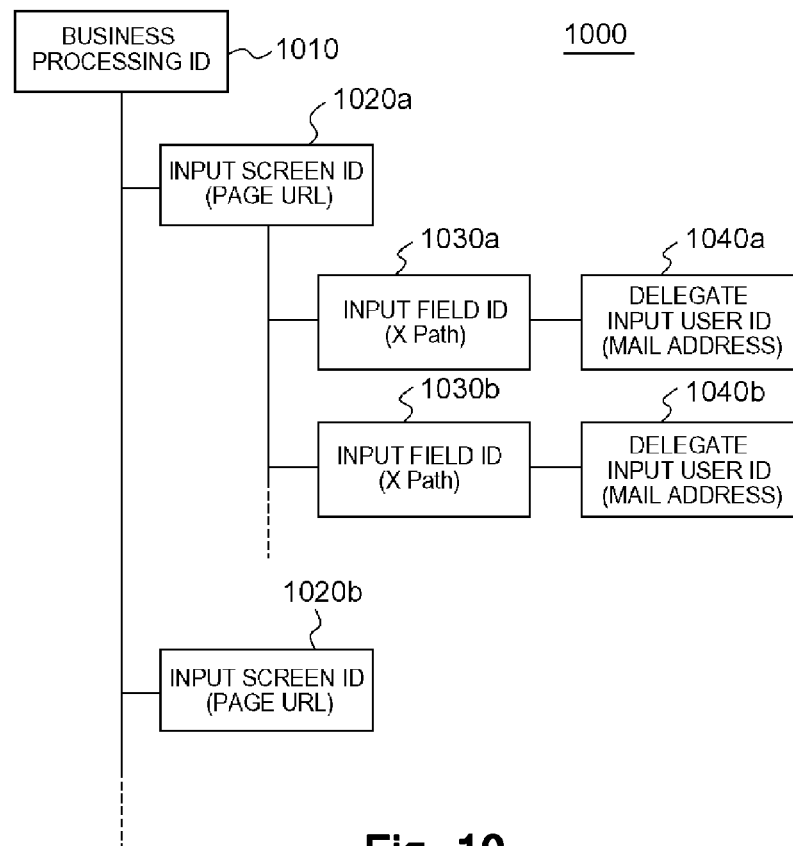 BUSINESS
PROCESSING ID
1010
1000
1020a
INPUT SCREEN ID
(PAGE URL)
1030a
1040a
INPUT FIELD ID
(X Path)
DELEGATE
INPUT USER ID
(MAIL ADDRESS)
1030b
1040b
INPUT FIELD ID
(X Path)
DELEGATE
INPUT USER ID
(MAIL ADDRESS)
1020b
INPUT SCREEN ID
(PAGE URL)
Fig. 10